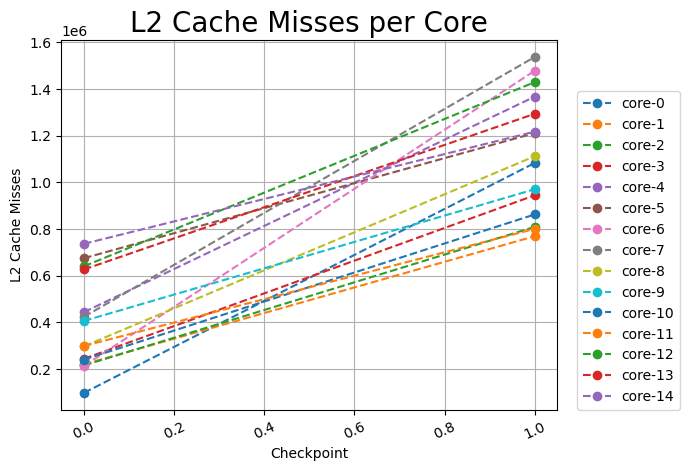 L2 Cache Misses per Core
1e6
1.6
1.4
1.2
1.0
0.8
0.6
0.4
0.2
L2 Cache Misses
0.0
0.2
0.4
0.6
0.8
1.0
Checkpoint
core-0
core-1
core-2
core-3
core-4
core-5
core-6
core-7
core-8
core-9
core-10
core-11
core-12
core-13
core-14